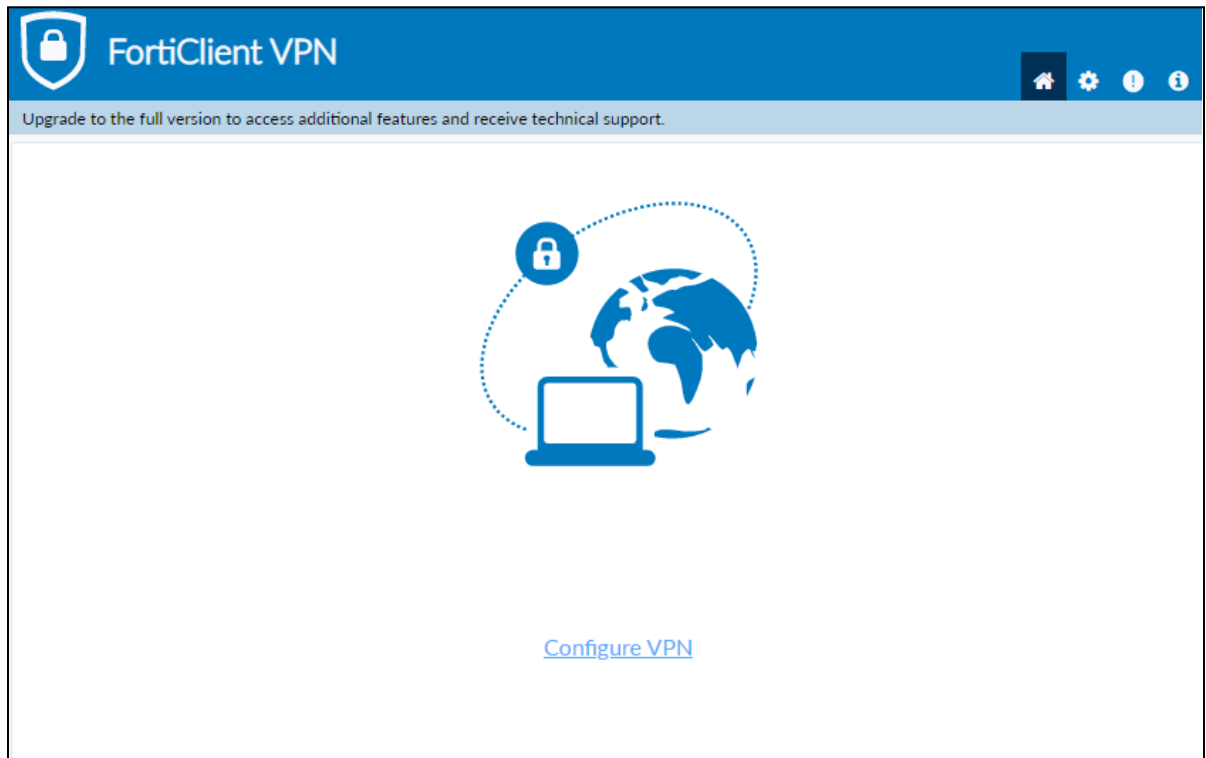 FortiClient VPN
Upgrade to the full version to access additional features and receive technical support.
Configure VPN